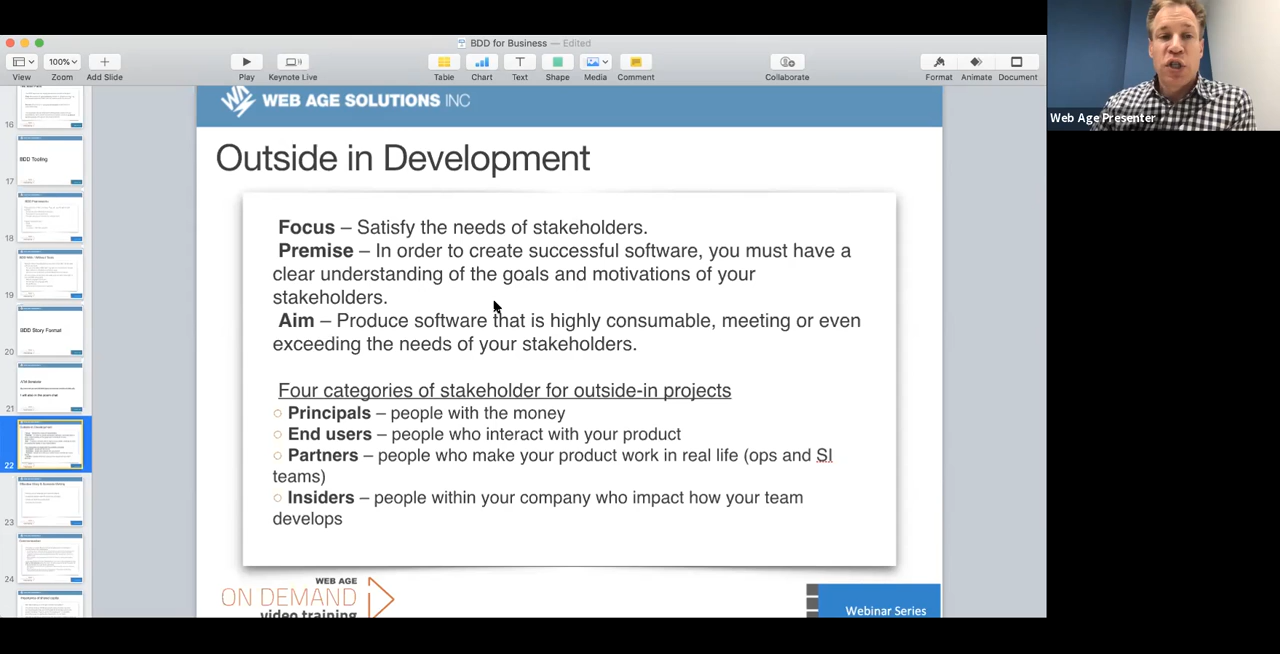 BDD for Business — Edited
View
100%
Zoom
Add Slide
Play
Keynote Live
Table
Chart
Text
Shape
Media
Comment
Collaborate
Format
Animate
Document
Web Age Presenter
16
BDD Tooling
17
18
19
BDD Story Format
20
21
22
23
24
WEB AGE SOLUTIONS INC
Outside in Development
Focus – Satisfy the needs of stakeholders.
Premise – In order to create successful software, you must have a
clear understanding of the goals and motivations of your
stakeholders.
Aim – Produce software that is highly consumable, meeting or even
exceeding the needs of your stakeholders.
Four categories of stakeholder for outside-in projects
○ Principals – people with the money
○ End users – people who interact with your product
○ Partners – people who make your product work in real life (ops and SI
teams)
○ Insiders – people within your company who impact how your team
develops
WEB AGE
ON DEMAND
video training
Webinar Series